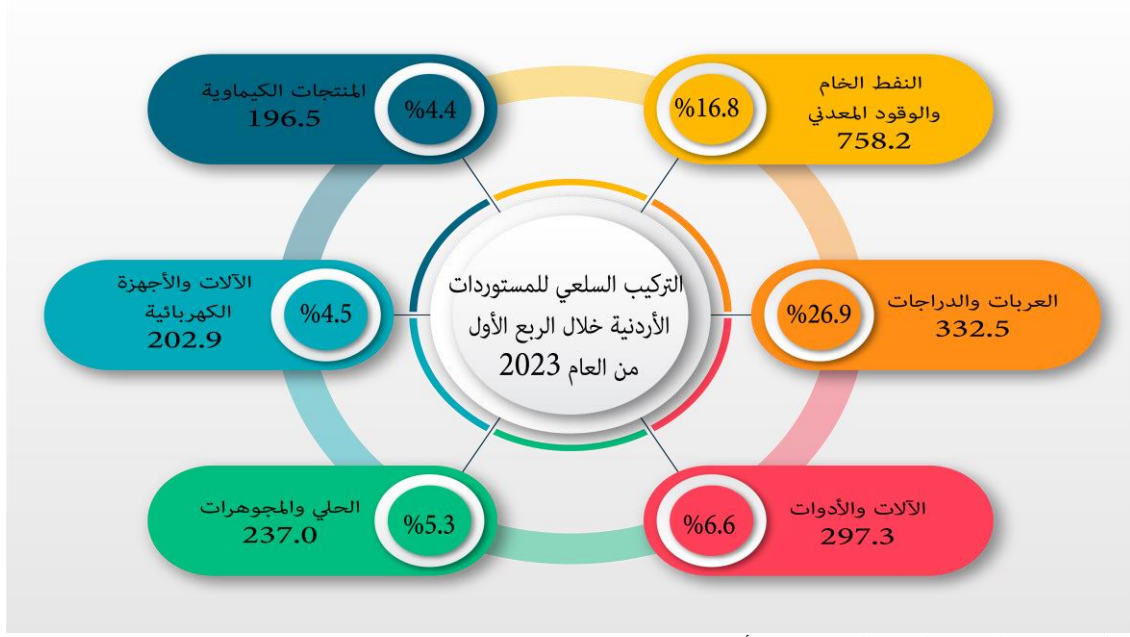 التركيب السلعي للمستوردات
الأردنية خلال الربع الأول
من العام 2023
النفط الخام
والوقود المعدني
758.2
%16.8
العربات والدراجات
332.5
%26.9
الآلات والأدوات
297.3
%6.6
الحلي والمجوهرات
237.0
%5.3
الآلات والأجهزة
الكهربائية
202.9
%4.5
المنتجات الكيماوية
196.5
%4.4